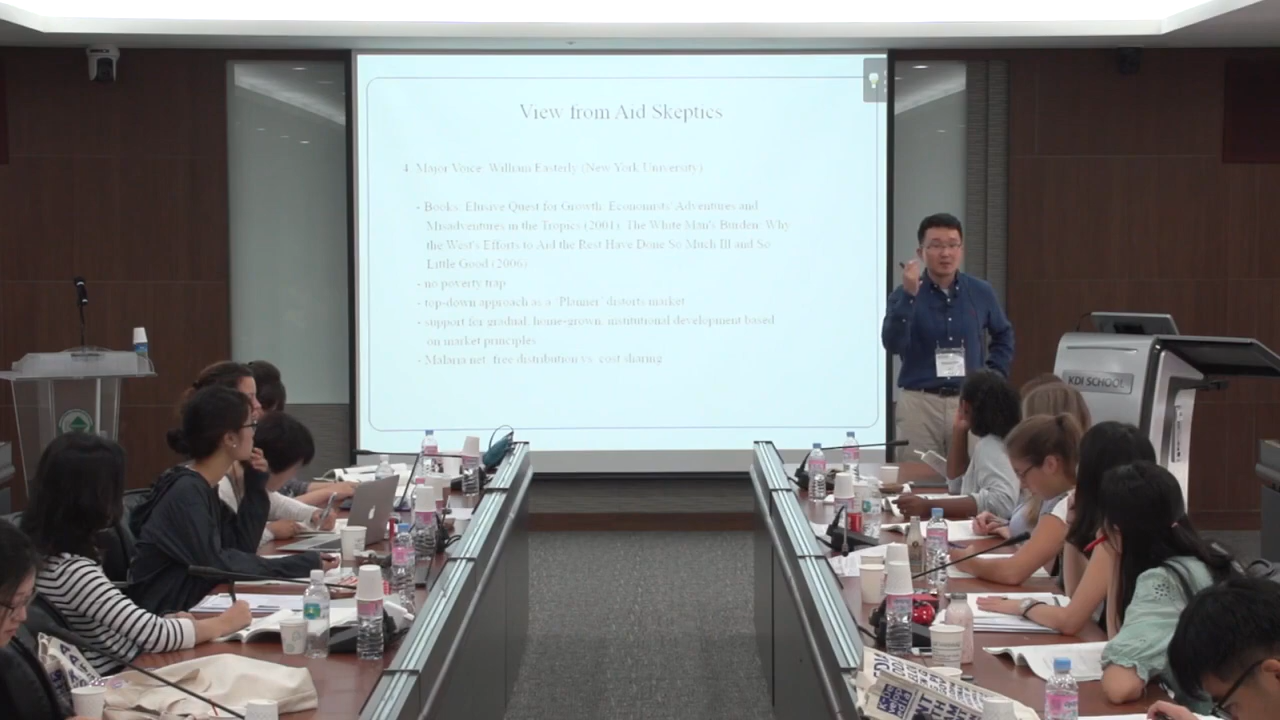 View from Aid Skeptics
4. Major Voice: William Easterly (New York University)
- Books: Elusive Quest for Growth: Economists' Adventures and
Misadventures in the Tropics (2001), The White Man's Burden: Why
the West's Efforts to Aid the Rest Have Done So Much Ill and So
Little Good (2006)
- no poverty trap
- top-down approach as a 'Planner' distorts market
- support for gradual, home-grown, institutional development based
on market principles
- Malaria net: free distribution vs. cost sharing
KDI SCHOOL